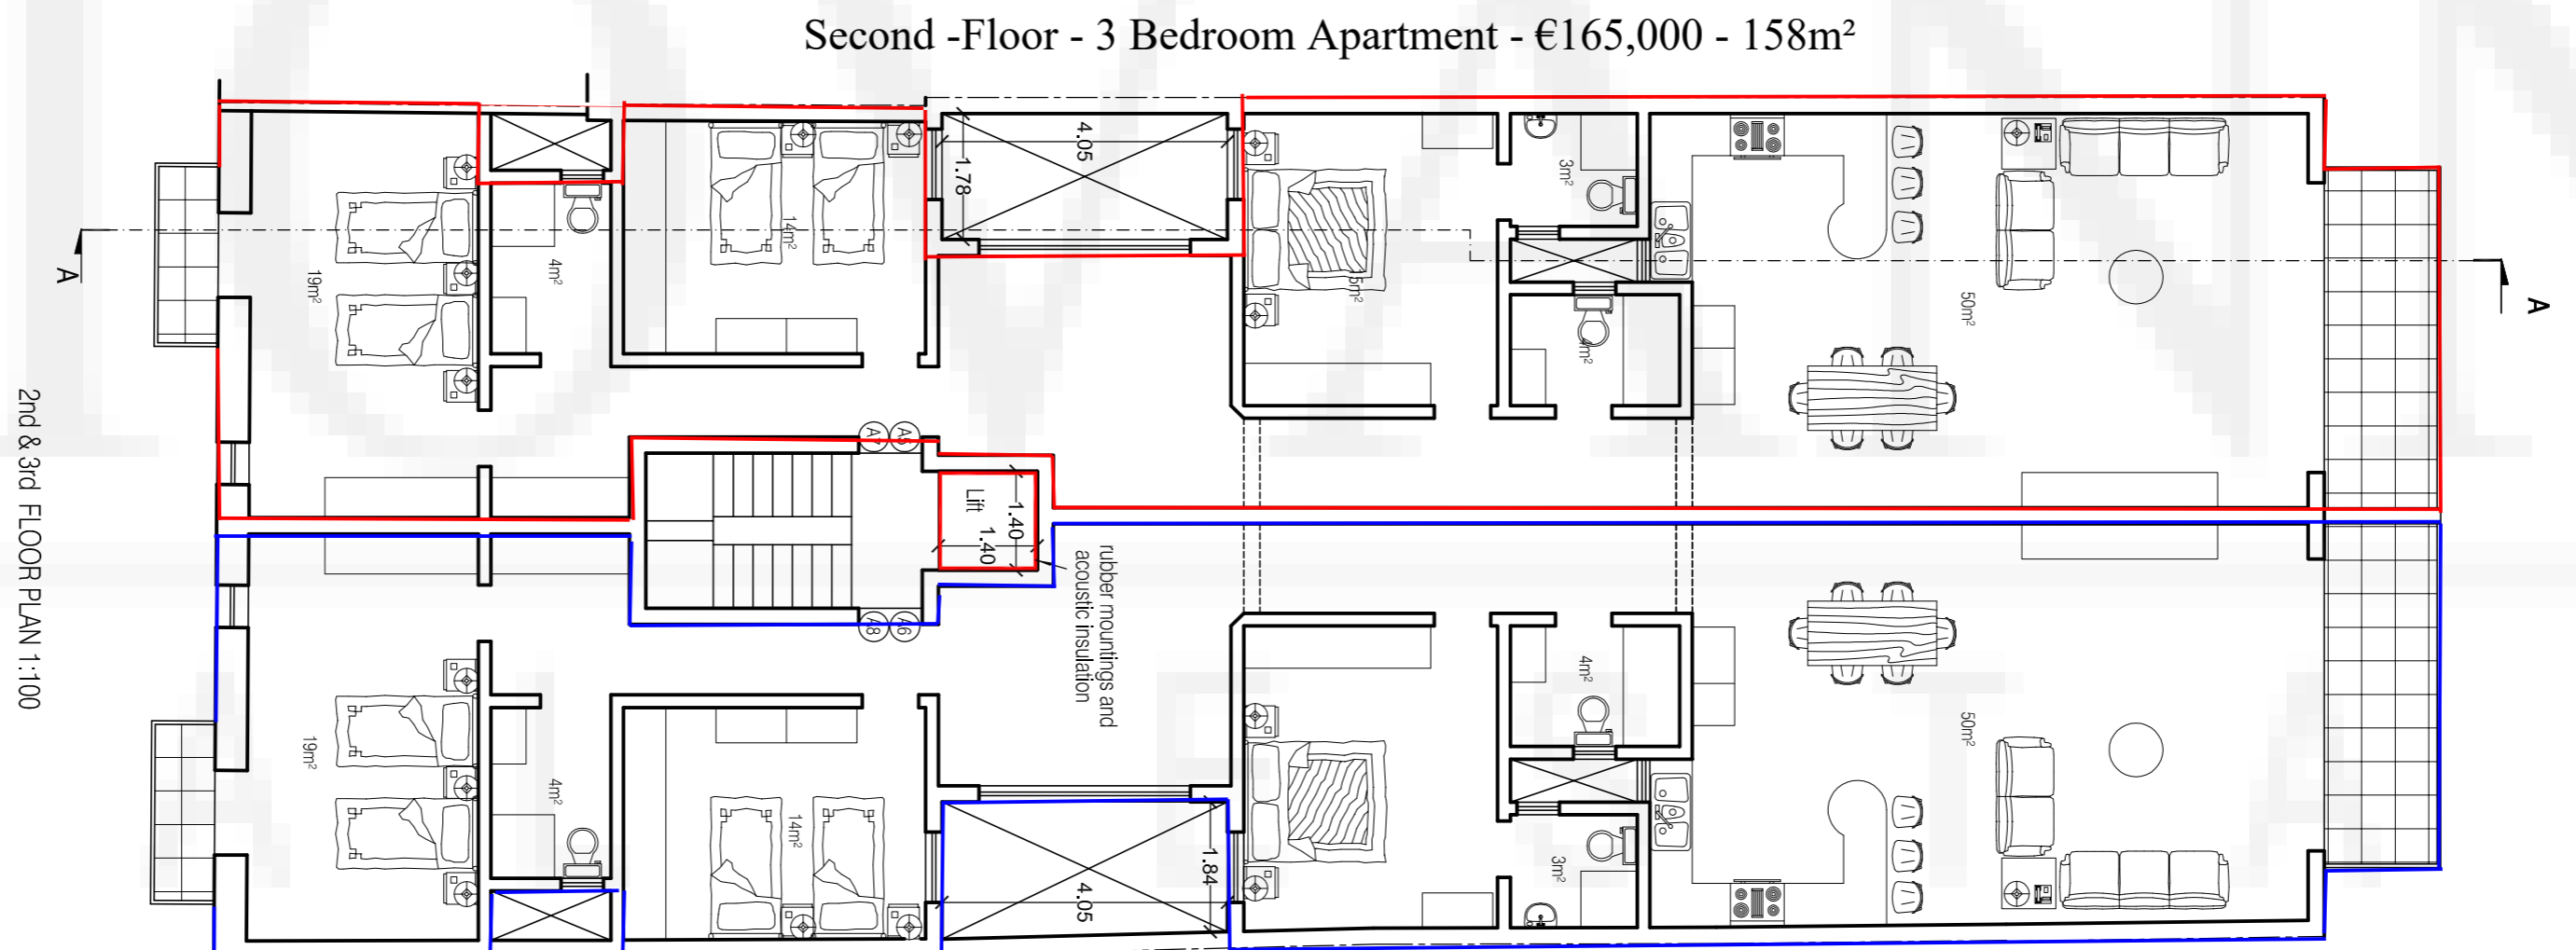 Second -Floor - 3 Bedroom Apartment - €165,000 - 158m²
4.05
1.78
3m²
14m²
4m²
19m²
5m²
50m²
4m²
A
A
A7
A5
Lift
1.40
1.40
rubber mountings and
acoustic insulation
2nd & 3rd FLOOR PLAN 1:100
A8
A6
4m²
50m²
19m²
4m²
14m²
1.84
4.05
3m²